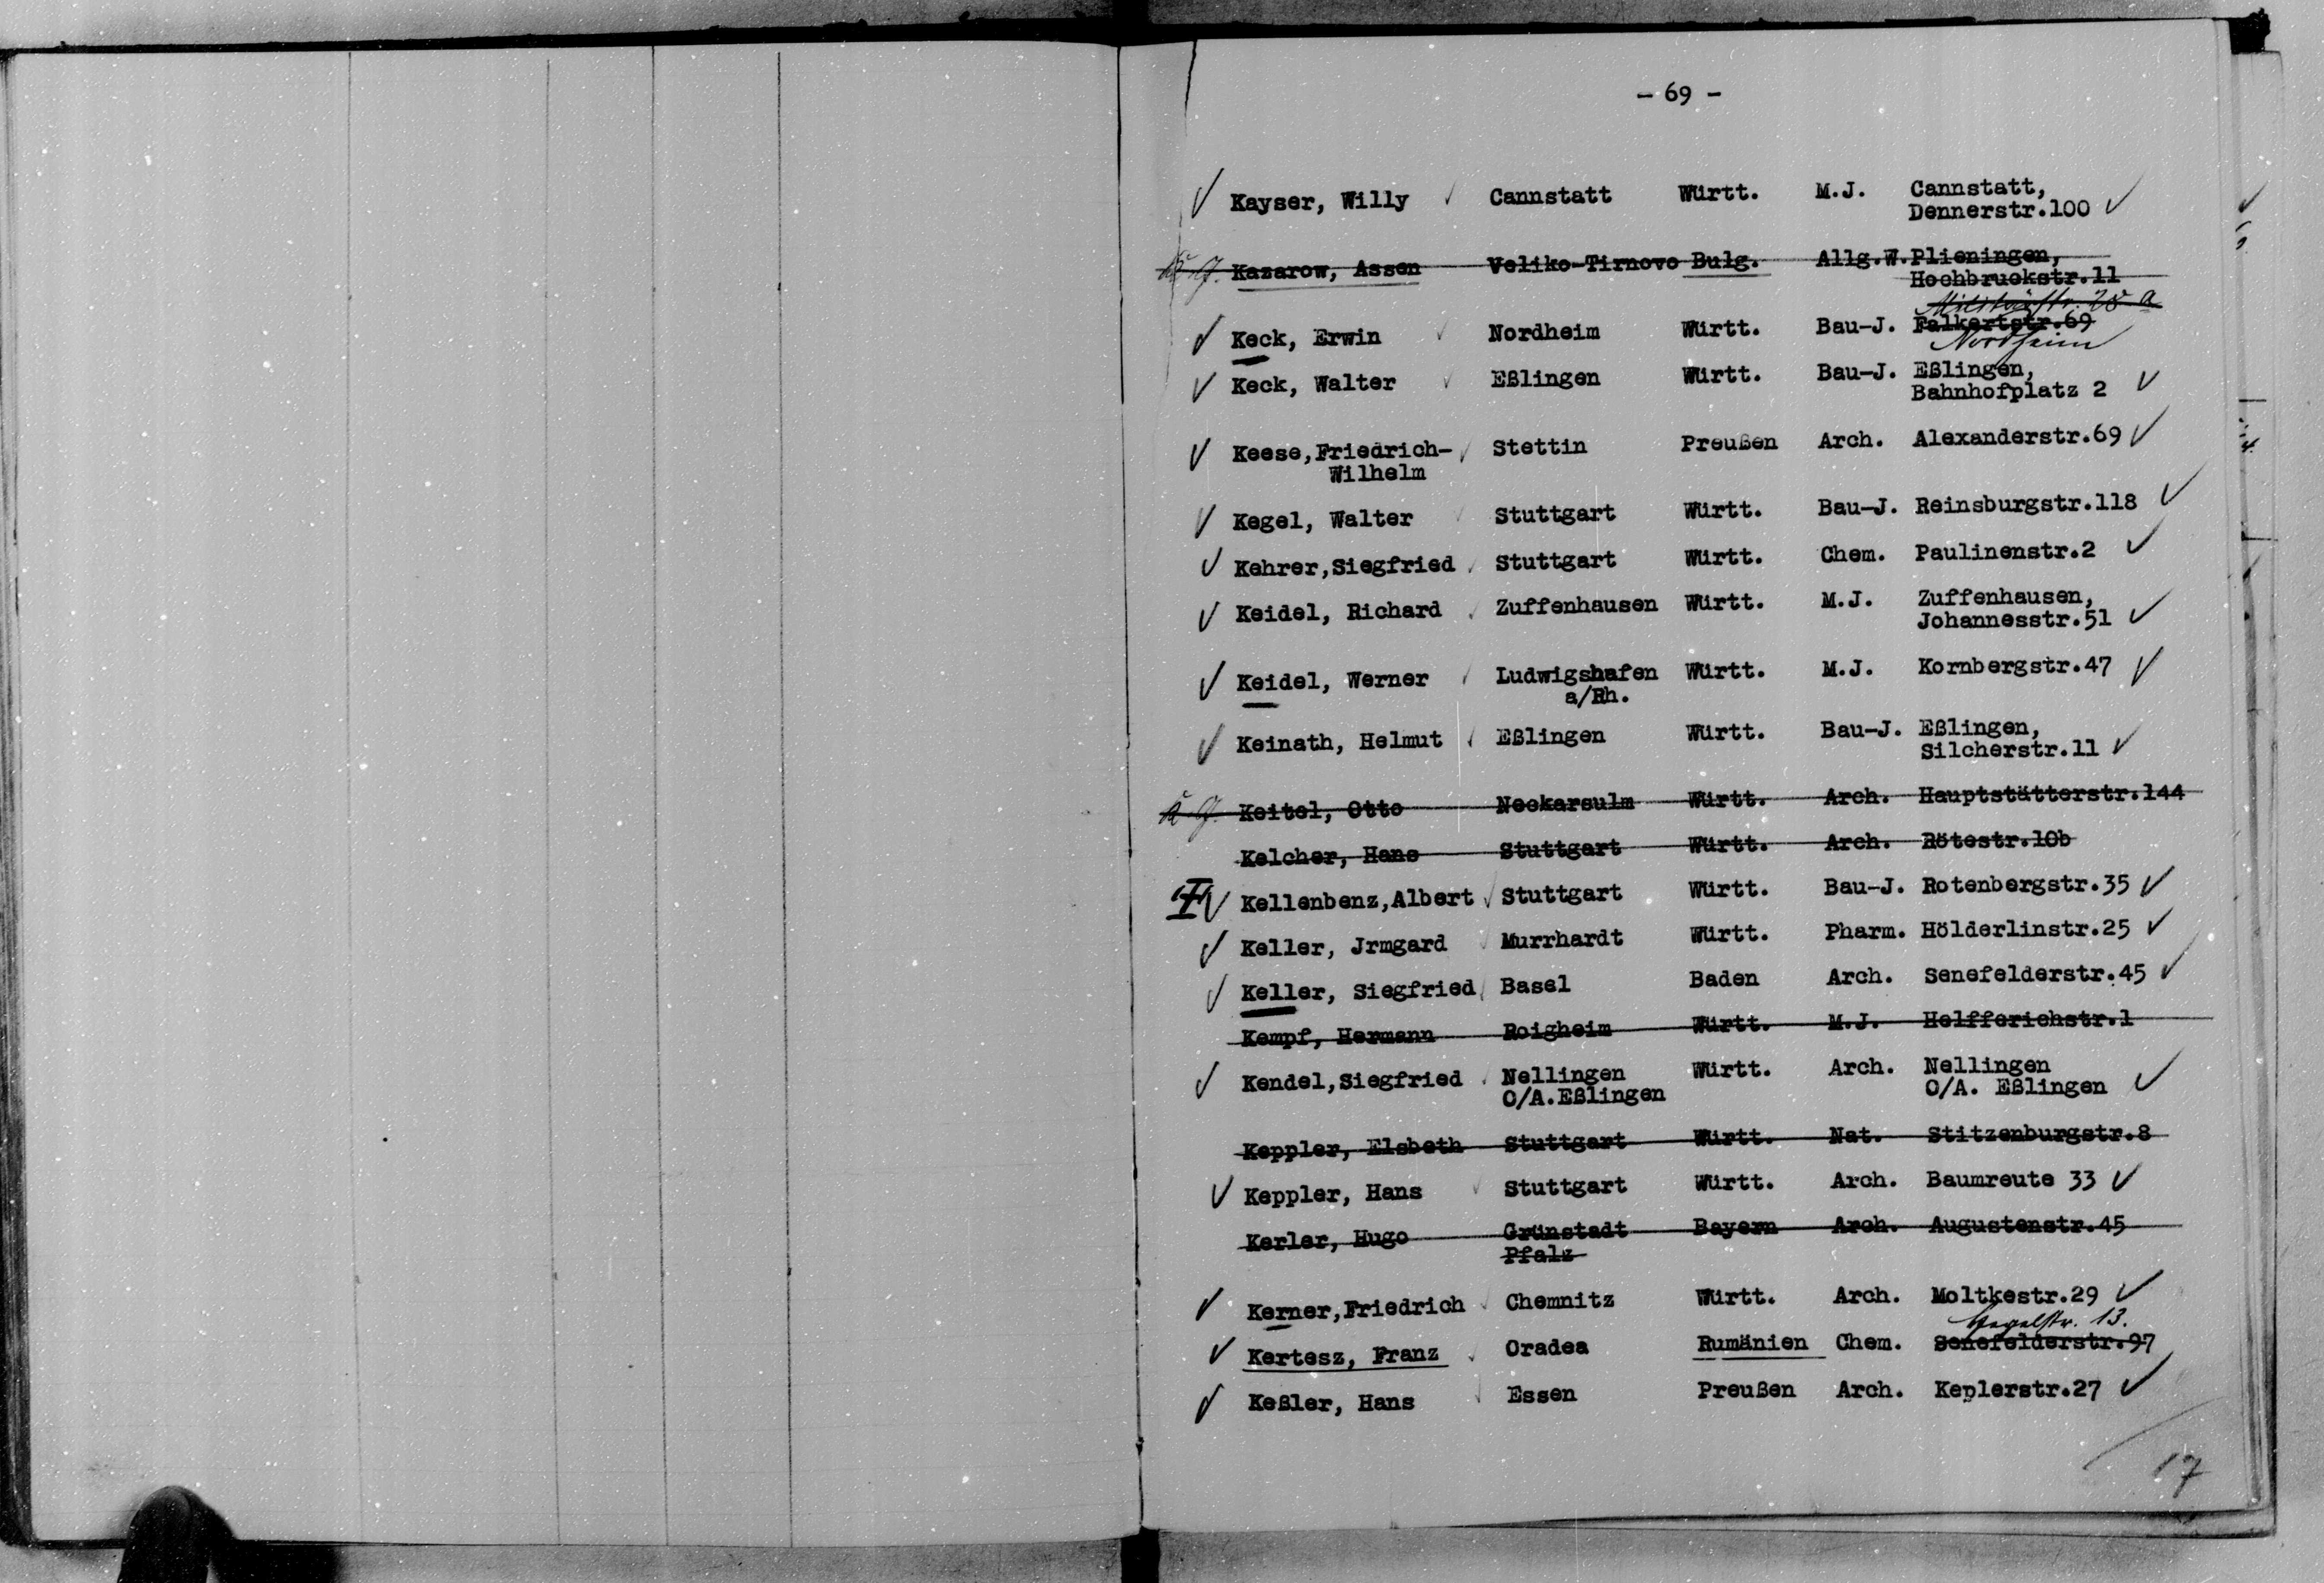 - 69 -
Kayser, Willy Cannstatt Württ. M.J. Cannstatt,
Dennerstr.100
Kazarow, Assen Veliko-Tirnovo Bulg. Allg.W. Plieningen,
Hochbruckstr.11
Militärstr. 78 a
Keck, Erwin Nordheim Württ. Bau-J. Falkertstr.69
Nordheim
Keck, Walter Eßlingen Württ. Bau-J. Eßlingen,
Bahnhofplatz 2
Keese,Friedrich- Stettin Preußen Arch. Alexanderstr.69
Wilhelm
Kegel, Walter Stuttgart Württ. Bau-J. Reinsburgstr.118
Kehrer,Siegfried Stuttgart Württ. Chem. Paulinenstr.2
Keidel, Richard Zuffenhausen Württ. M.J. Zuffenhausen,
Johannesstr.51
Keidel, Werner Ludwigshafen Württ. M.J. Kornbergstr.47
a/Rh.
Keinath, Helmut Eßlingen Württ. Bau-J. Eßlingen,
Silcherstr.11
Keitel, Otto Neckarsulm Württ. Arch. Hauptstätterstr.144
Kelcher, Hans Stuttgart Württ. Arch. Rötestr.10b
Kellenbenz,Albert Stuttgart Württ. Bau-J. Rotenbergstr.35
Keller, Jrmgard Murrhardt Württ. Pharm. Hölderlinstr.25
Keller, Siegfried Basel Baden Arch. Senefelderstr.45
Kempf, Hermann Roigheim Württ. M.J. Helfferichstr.1
Kendel,Siegfried Nellingen Württ. Arch. Nellingen
O/A.Eßlingen O/A. Eßlingen
Keppler, Elsbeth Stuttgart Württ. Nat. Stitzenburgstr.8
Keppler, Hans Stuttgart Württ. Arch. Baumreute 33
Kerler, Hugo Grünstadt Bayern Arch. Augustenstr.45
Pfalz
Kerner,Friedrich Chemnitz Württ. Arch. Moltkestr.29
Hegelstr. 13.
Kertesz, Franz Oradea Rumänien Chem. Senefelderstr.97
Keßler, Hans Essen Preußen Arch. Keplerstr.27
17